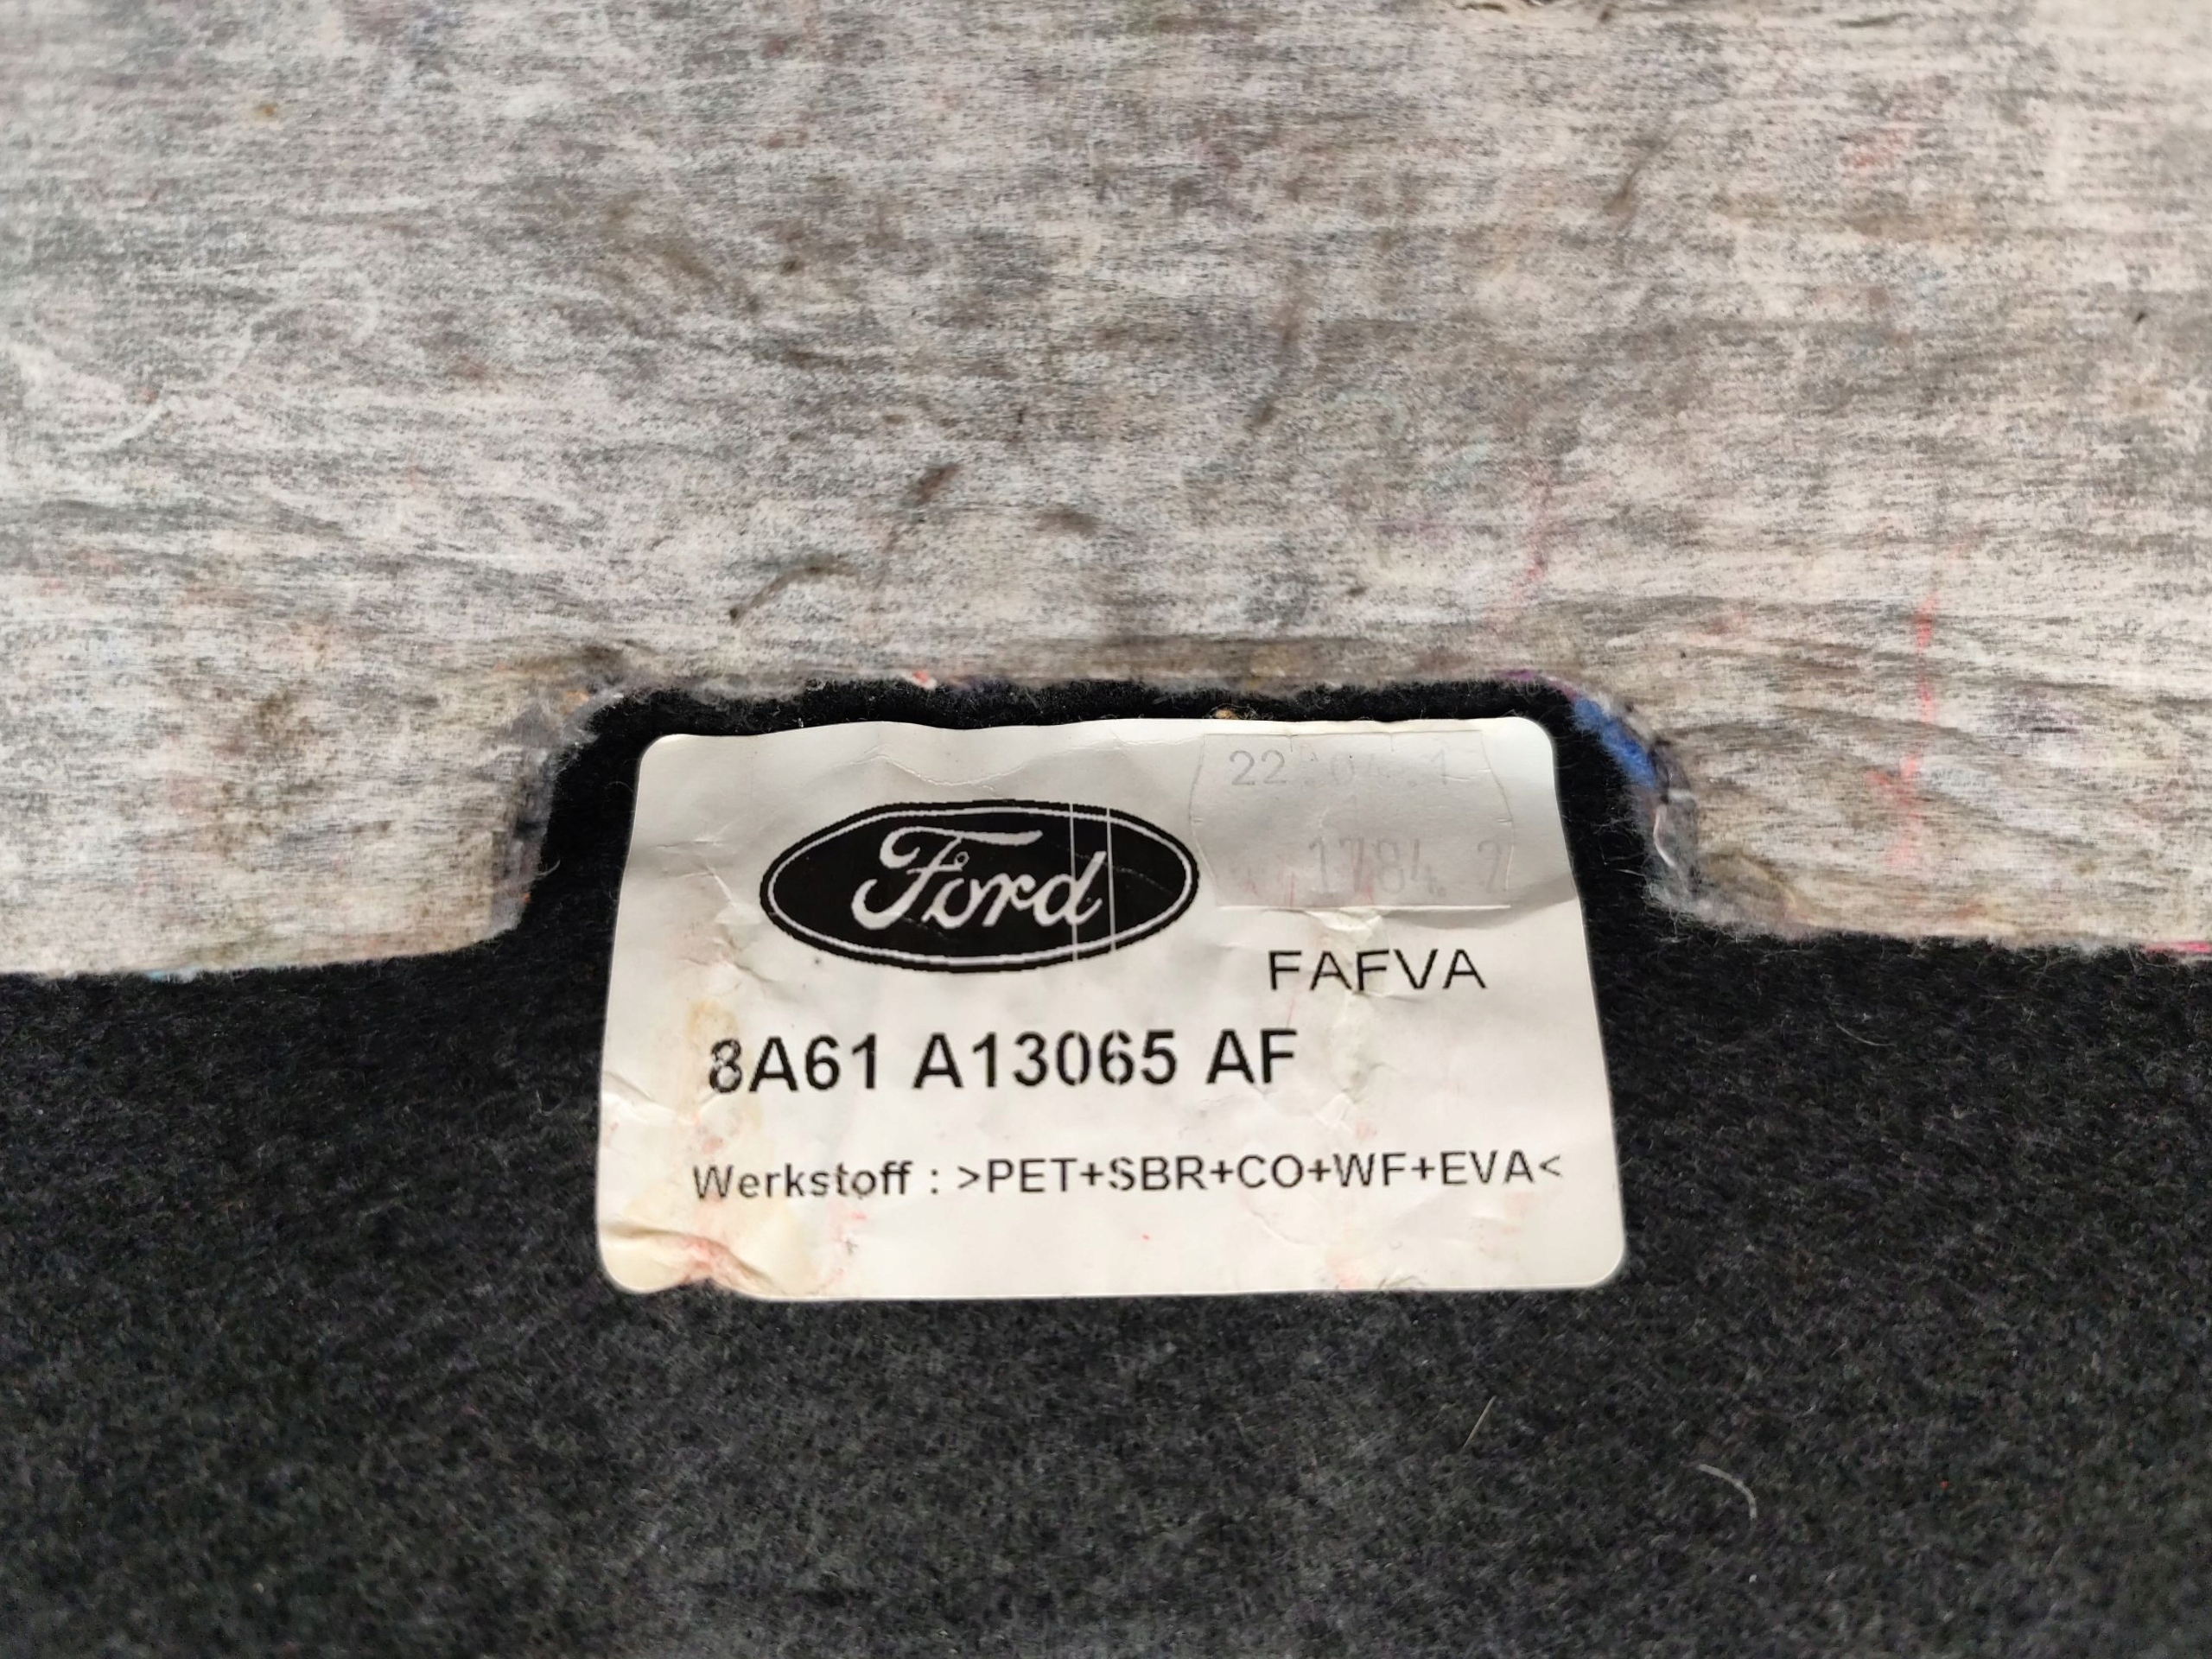 Ford
FAFVA
8A61 A13065 AF
Werkstoff : >PET+SBR+CO+WF+EVA<